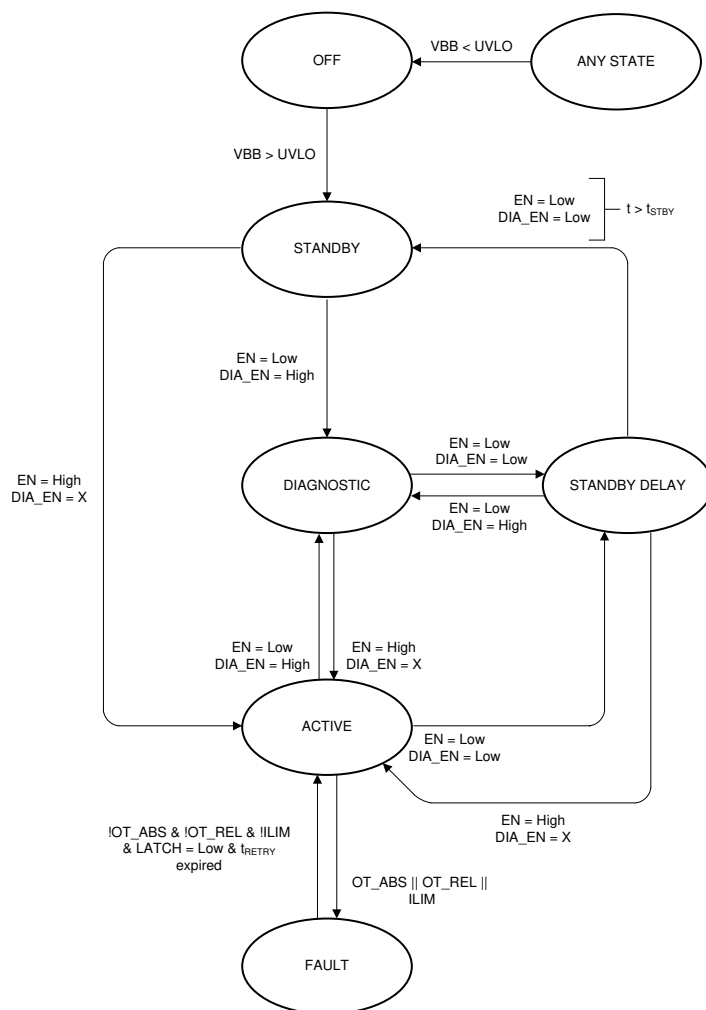 VBB < UVLO
OFF
ANY STATE
VBB > UVLO
EN = Low
DIA_EN = Low
t > tSTBY
STANDBY
EN = Low
DIA_EN = High
EN = Low
DIA_EN = Low
EN = High
DIA_EN = X
DIAGNOSTIC
STANDBY DELAY
EN = Low
DIA_EN = High
EN = Low
DIA_EN = High
EN = High
DIA_EN = X
ACTIVE
EN = Low
DIA_EN = Low
EN = High
DIA_EN = X
!OT_ABS & !OT_REL & !ILIM
& LATCH = Low & tRETRY
expired
OT_ABS || OT_REL ||
ILIM
FAULT